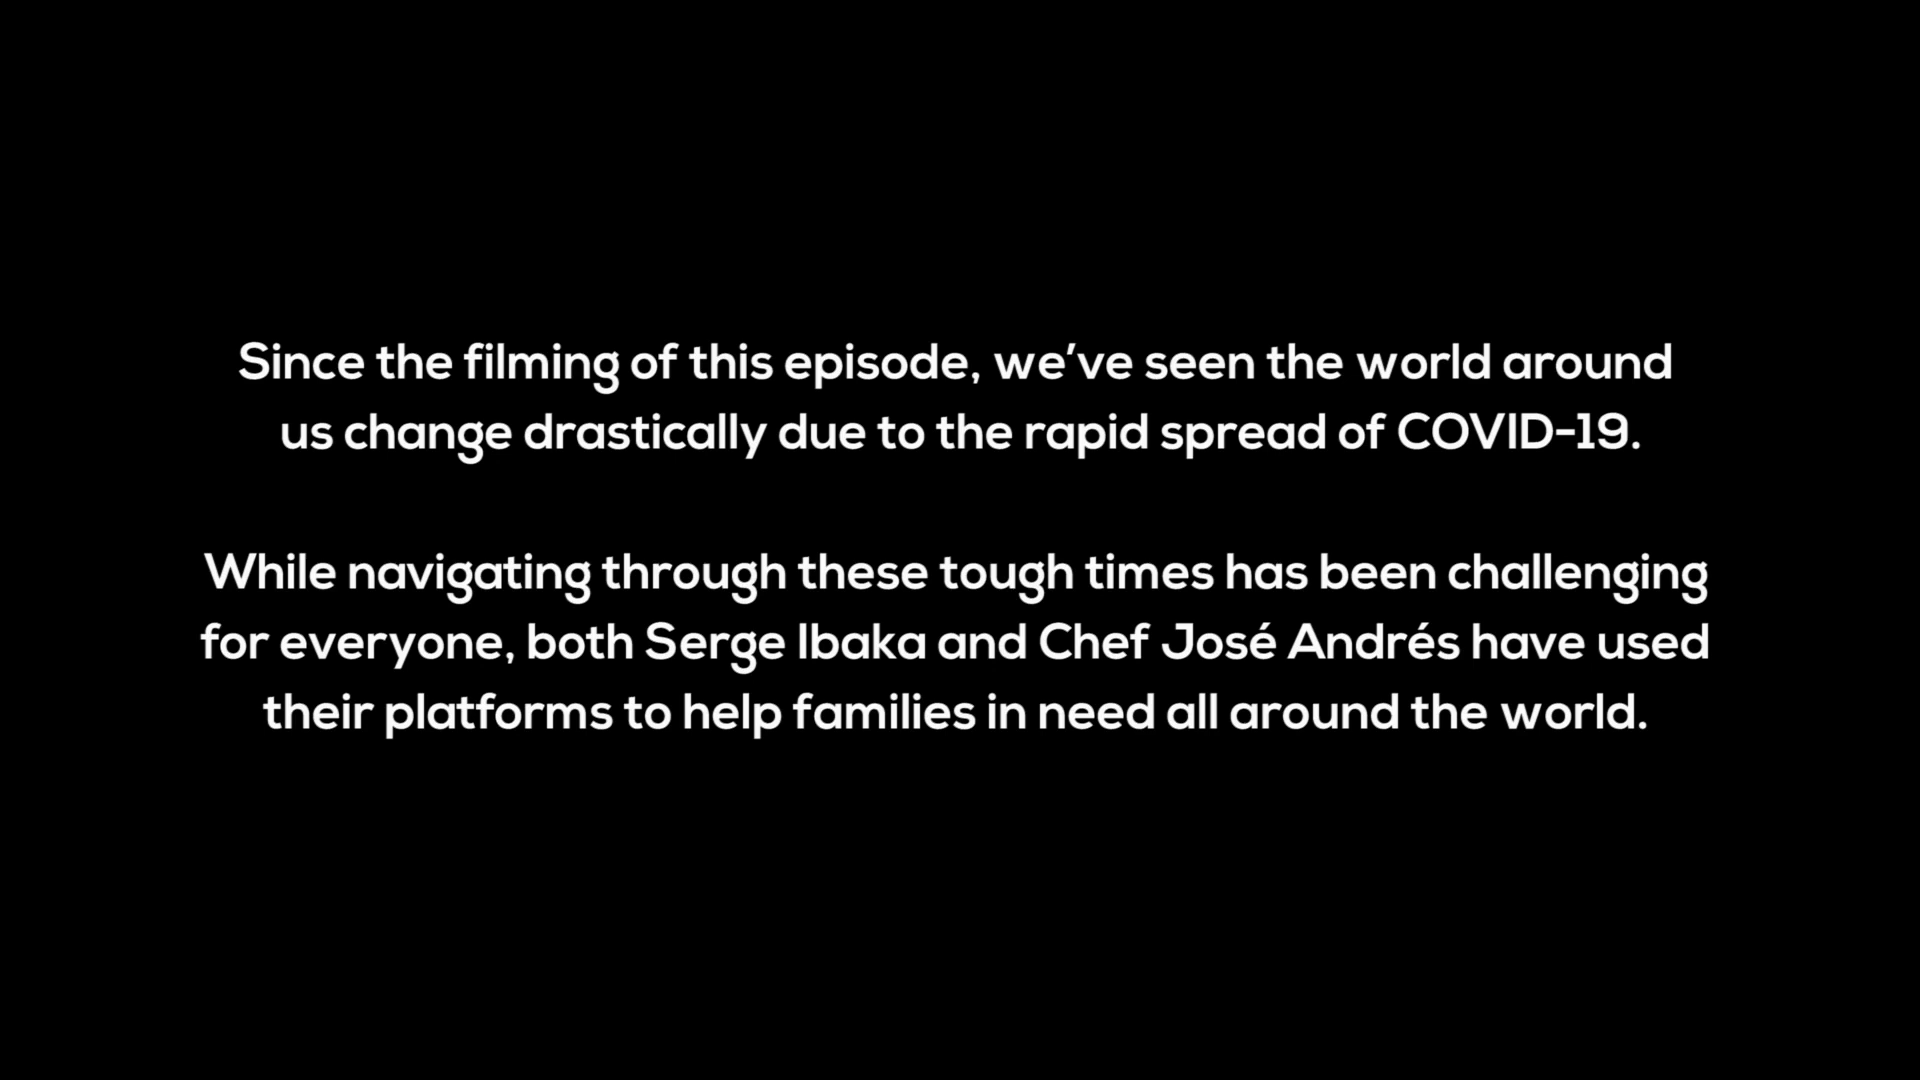 Since the filming of this episode, we’ve seen the world around
us change drastically due to the rapid spread of COVID-19.
While navigating through these tough times has been challenging
for everyone, both Serge Ibaka and Chef José Andrés have used
their platforms to help families in need all around the world.